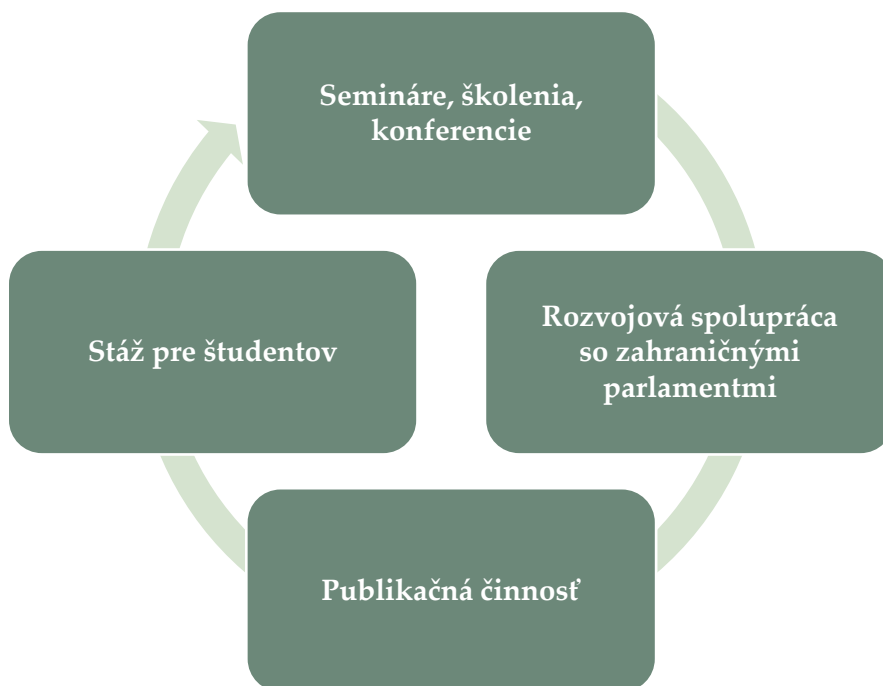 Semináre, školenia,
konferencie
Rozvojová spolupráca
so zahraničnými
parlamentmi
Publikačná činnosť
Stáž pre študentov